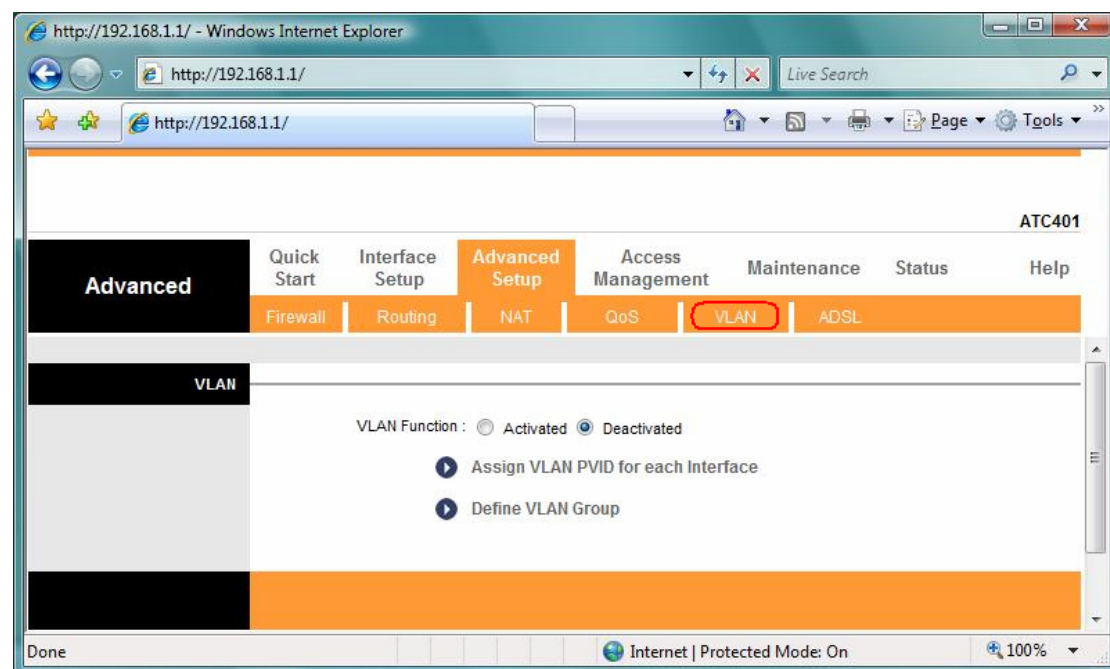 http://192.168.1.1/ - Windows Internet Explorer
http://192.168.1.1/
Live Search
http://192.168.1.1/
Page
Tools
ATC401
Advanced
Quick Start
Interface Setup
Advanced Setup
Access Management
Maintenance
Status
Help
Firewall
Routing
NAT
QoS
VLAN
ADSL
VLAN
VLAN Function : Activated Deactivated
Assign VLAN PVID for each Interface
Define VLAN Group
Done
Internet | Protected Mode: On
100%